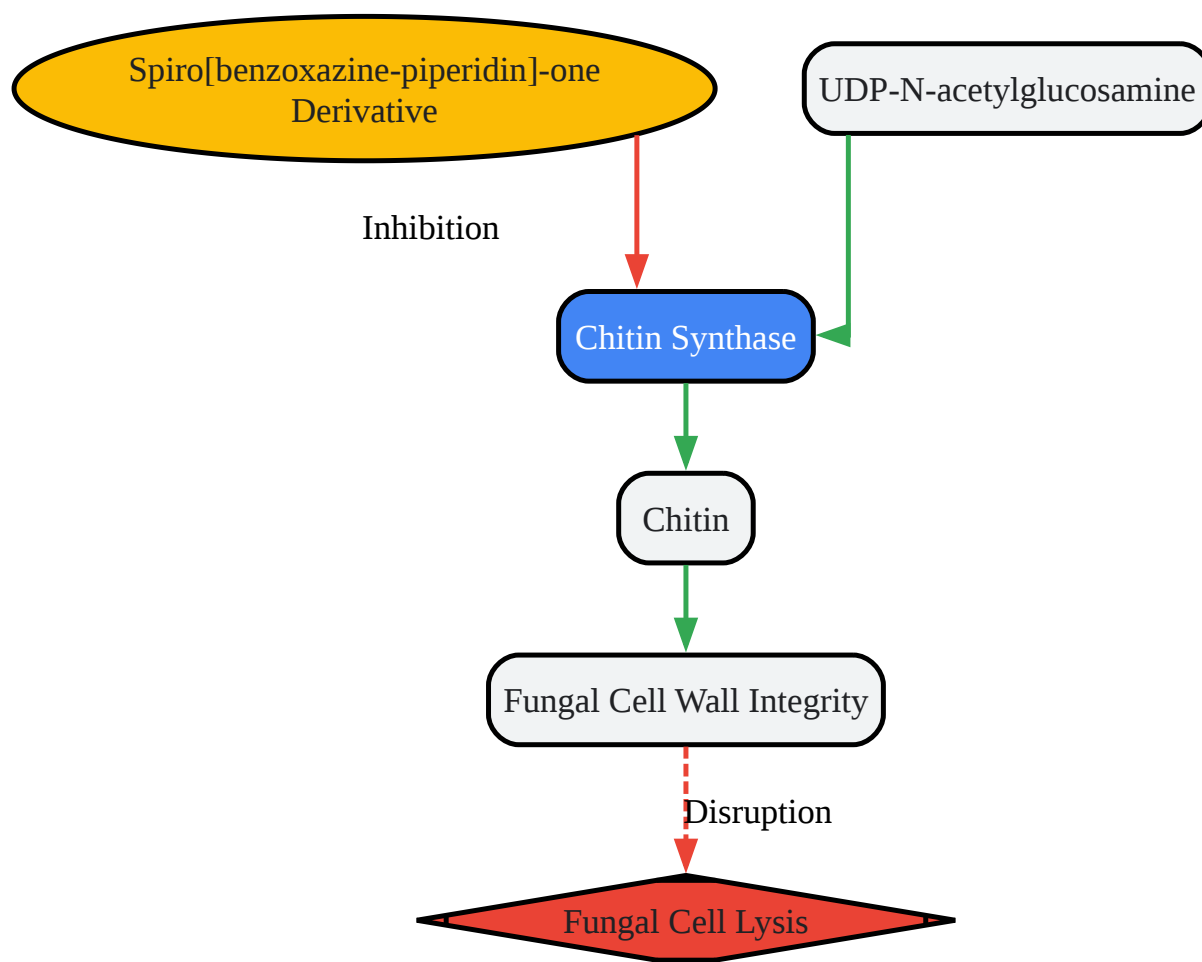 Spiro[benzoxazine-piperidin]-one
Derivative
UDP-N-acetylglucosamine
Inhibition
Chitin Synthase
Chitin
Fungal Cell Wall Integrity
Disruption
Fungal Cell Lysis